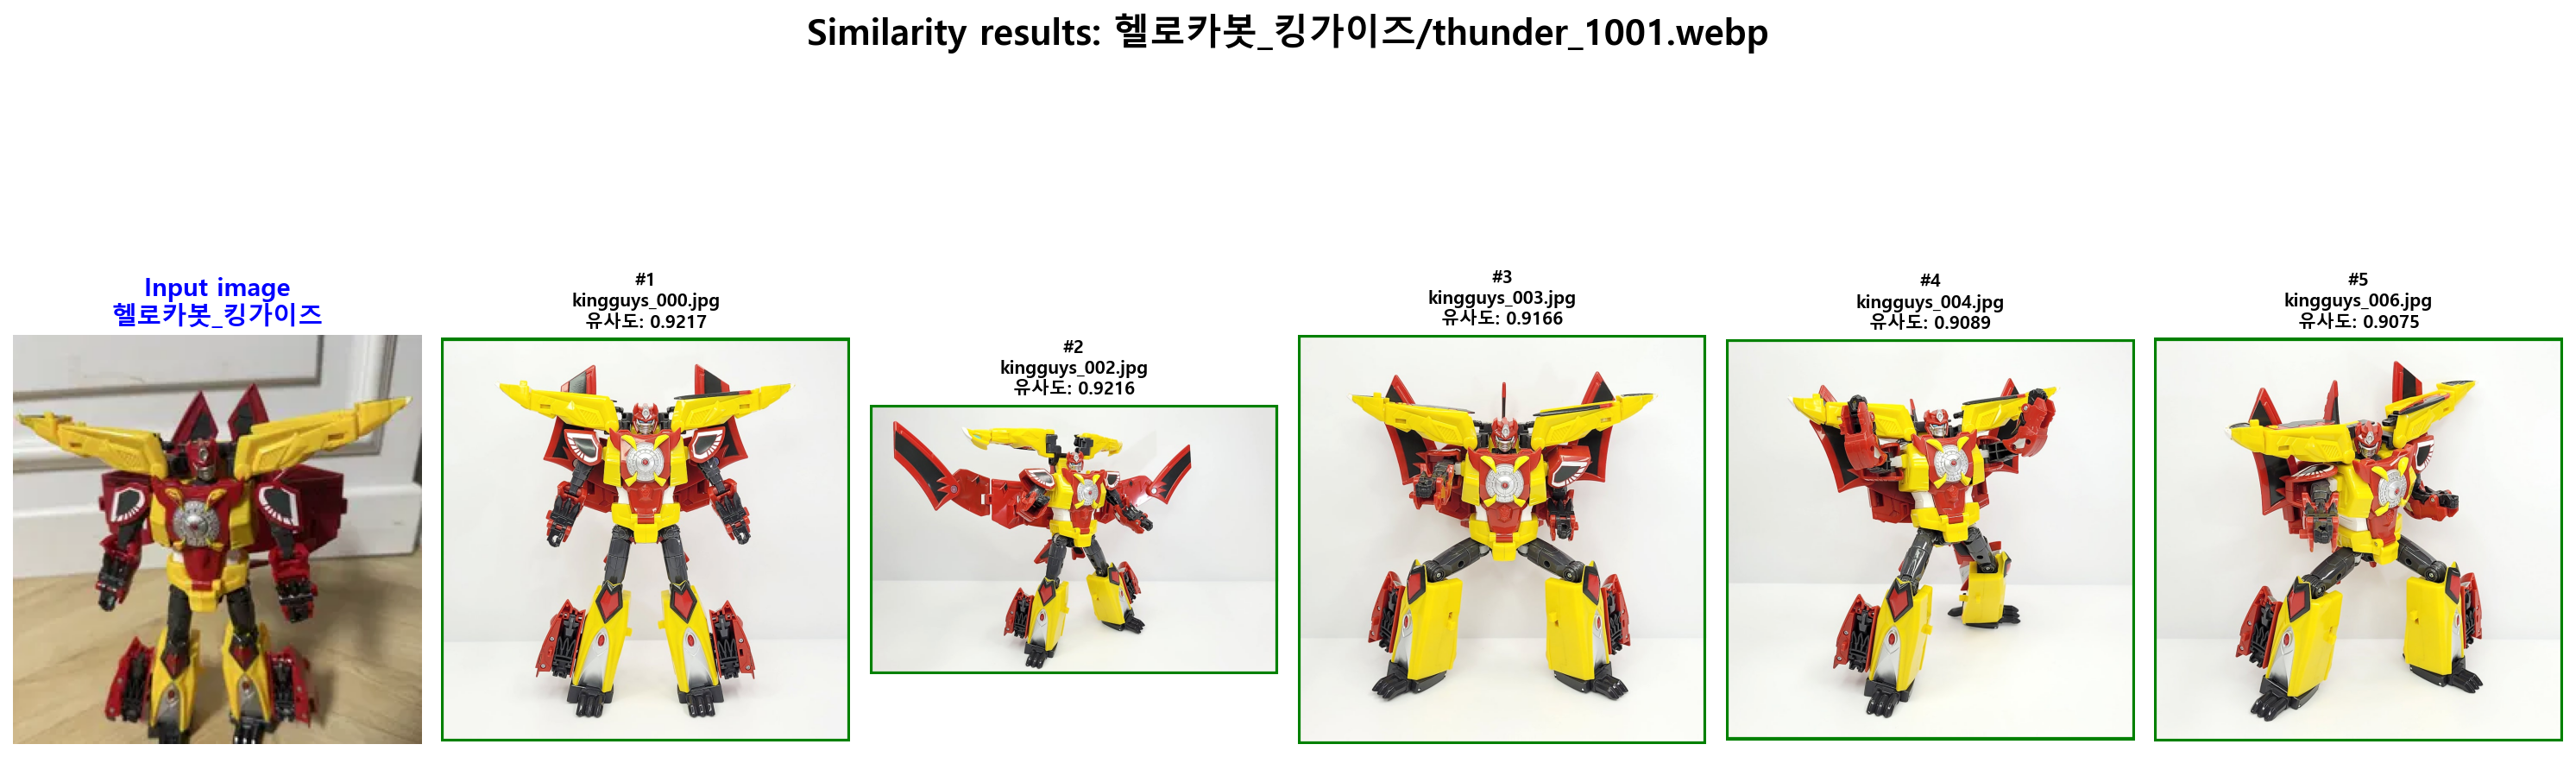 Similarity results: 헬로카봇_킹가이즈/thunder_1001.webp
Input image
헬로카봇_킹가이즈
#1
kingguys_000.jpg
유사도: 0.9217
#2
kingguys_002.jpg
유사도: 0.9216
#3
kingguys_003.jpg
유사도: 0.9166
#4
kingguys_004.jpg
유사도: 0.9089
#5
kingguys_006.jpg
유사도: 0.9075